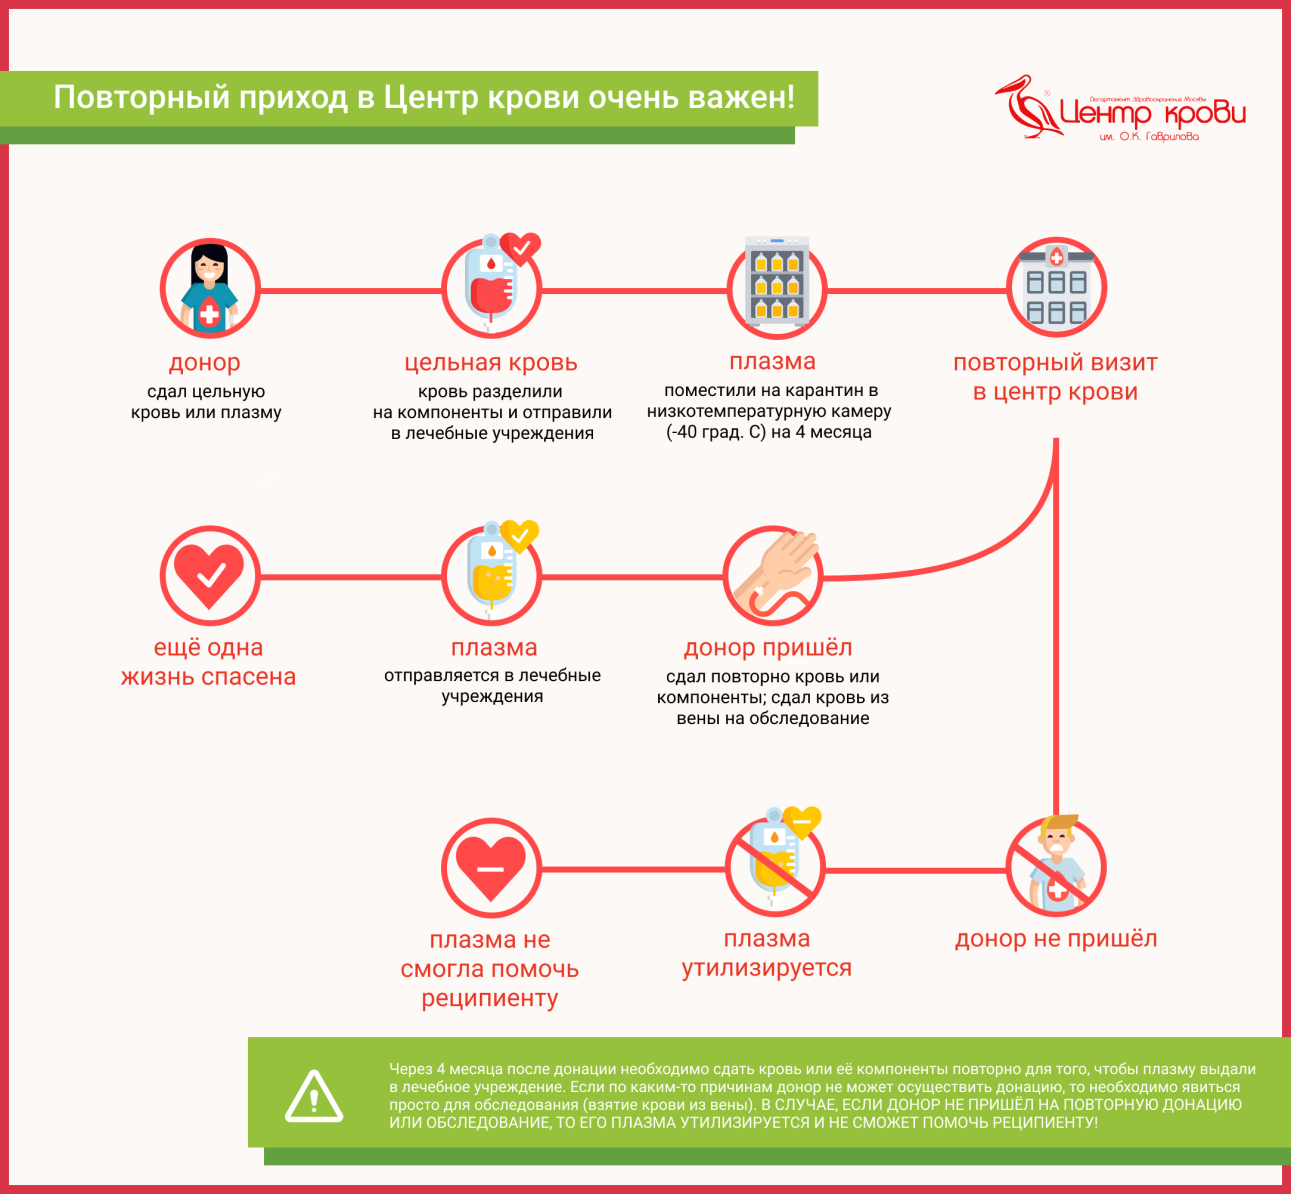 Повторный приход в Центр крови очень важен!
Департамент Здравоохранения Москвы
Центр крови
им. О.К. Гаврилова
донор
сдал цельную
кровь или плазму
цельная кровь
кровь разделили
на компоненты и отправили
в лечебные учреждения
плазма
поместили на карантин в
низкотемпературную камеру
(-40 град. С) на 4 месяца
повторный визит
в центр крови
ещё одна
жизнь спасена
плазма
отправляется в лечебные
учреждения
донор пришёл
сдал повторно кровь или
компоненты; сдал кровь из
вены на обследование
плазма не
смогла помочь
реципиенту
плазма
утилизируется
донор не пришёл
Через 4 месяца после донации необходимо сдать кровь или её компоненты повторно для того, чтобы плазму выдали
в лечебное учреждение. Если по каким-то причинам донор не может осуществить донацию, то необходимо явиться
просто для обследования (взятие крови из вены). В СЛУЧАЕ, ЕСЛИ ДОНОР НЕ ПРИШЁЛ НА ПОВТОРНУЮ ДОНАЦИЮ
ИЛИ ОБСЛЕДОВАНИЕ, ТО ЕГО ПЛАЗМА УТИЛИЗИРУЕТСЯ И НЕ СМОЖЕТ ПОМОЧЬ РЕЦИПИЕНТУ!